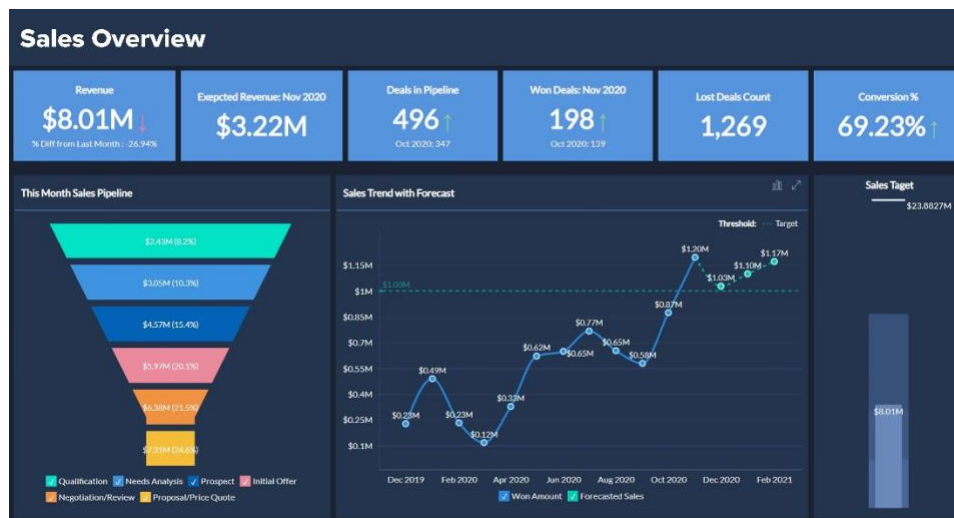 Sales Overview
Revenue
$8.01M ↓
% Diff from Last Month : -26.94%
Exepcted Revenue: Nov 2020
$3.22M
Deals in Pipeline
496 ↑
Oct 2020: 347
Won Deals: Nov 2020
198 ↑
Oct 2020: 139
Lost Deals Count
1,269
Conversion %
69.23% ↑
This Month Sales Pipeline
$2.43M (8.2%)
$3.05M (10.3%)
$4.57M (15.4%)
$5.97M (20.1%)
$6.38M (21.5%)
$7.31M (24.6%)
Qualification Needs Analysis Prospect Initial Offer
Negotiation/Review Proposal/Price Quote
Sales Trend with Forecast
Threshold: Target
$1.15M
$1M
$0.85M
$0.7M
$0.55M
$0.4M
$0.25M
$0.1M
$1.00M
$0.23M
$0.49M
$0.23M
$0.12M
$0.33M
$0.62M
$0.65M
$0.77M
$0.65M
$0.58M
$0.87M
$1.20M
$1.03M
$1.10M
$1.17M
Dec 2019 Feb 2020 Apr 2020 Jun 2020 Aug 2020 Oct 2020 Dec 2020 Feb 2021
Won Amount Forecasted Sales
Sales Taget
$23.8827M
$8.01M